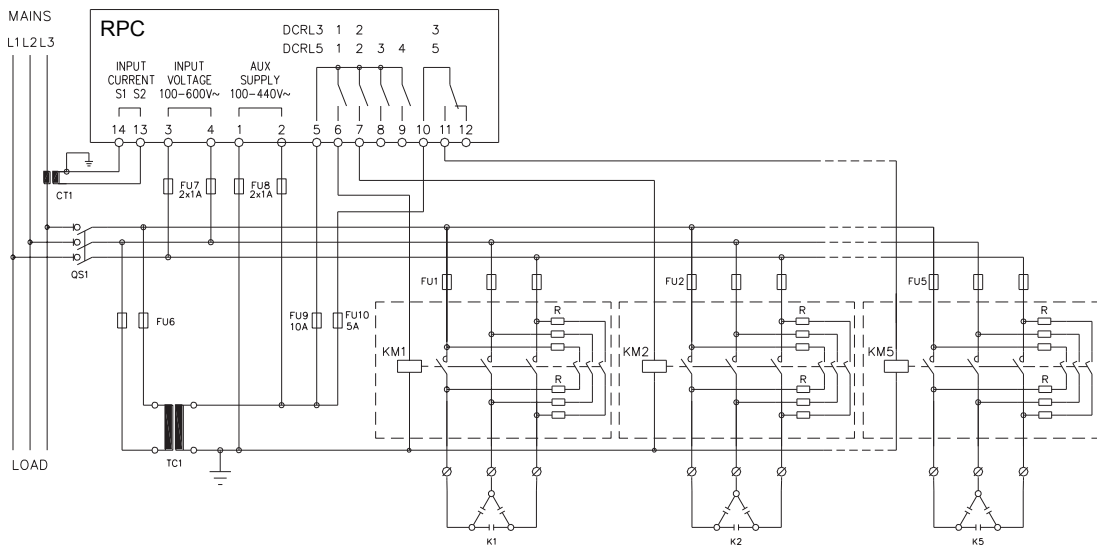 MAINS
L1 L2 L3
RPC
DCRL3 1 2 3
DCRL5 1 2 3 4 5
INPUT CURRENT
S1 S2
INPUT VOLTAGE
100-600V~
AUX SUPPLY
100-440V~
14 13 3 4 1 2 5 6 7 8 9 10 11 12
CT1
FU7
2x1A
FU8
2x1A
QS1
FU1
FU2
FU5
FU6
FU9
10A
FU10
5A
R
R
R
KM1
KM2
KM5
R
R
R
TC1
LOAD
K1
K2
K5